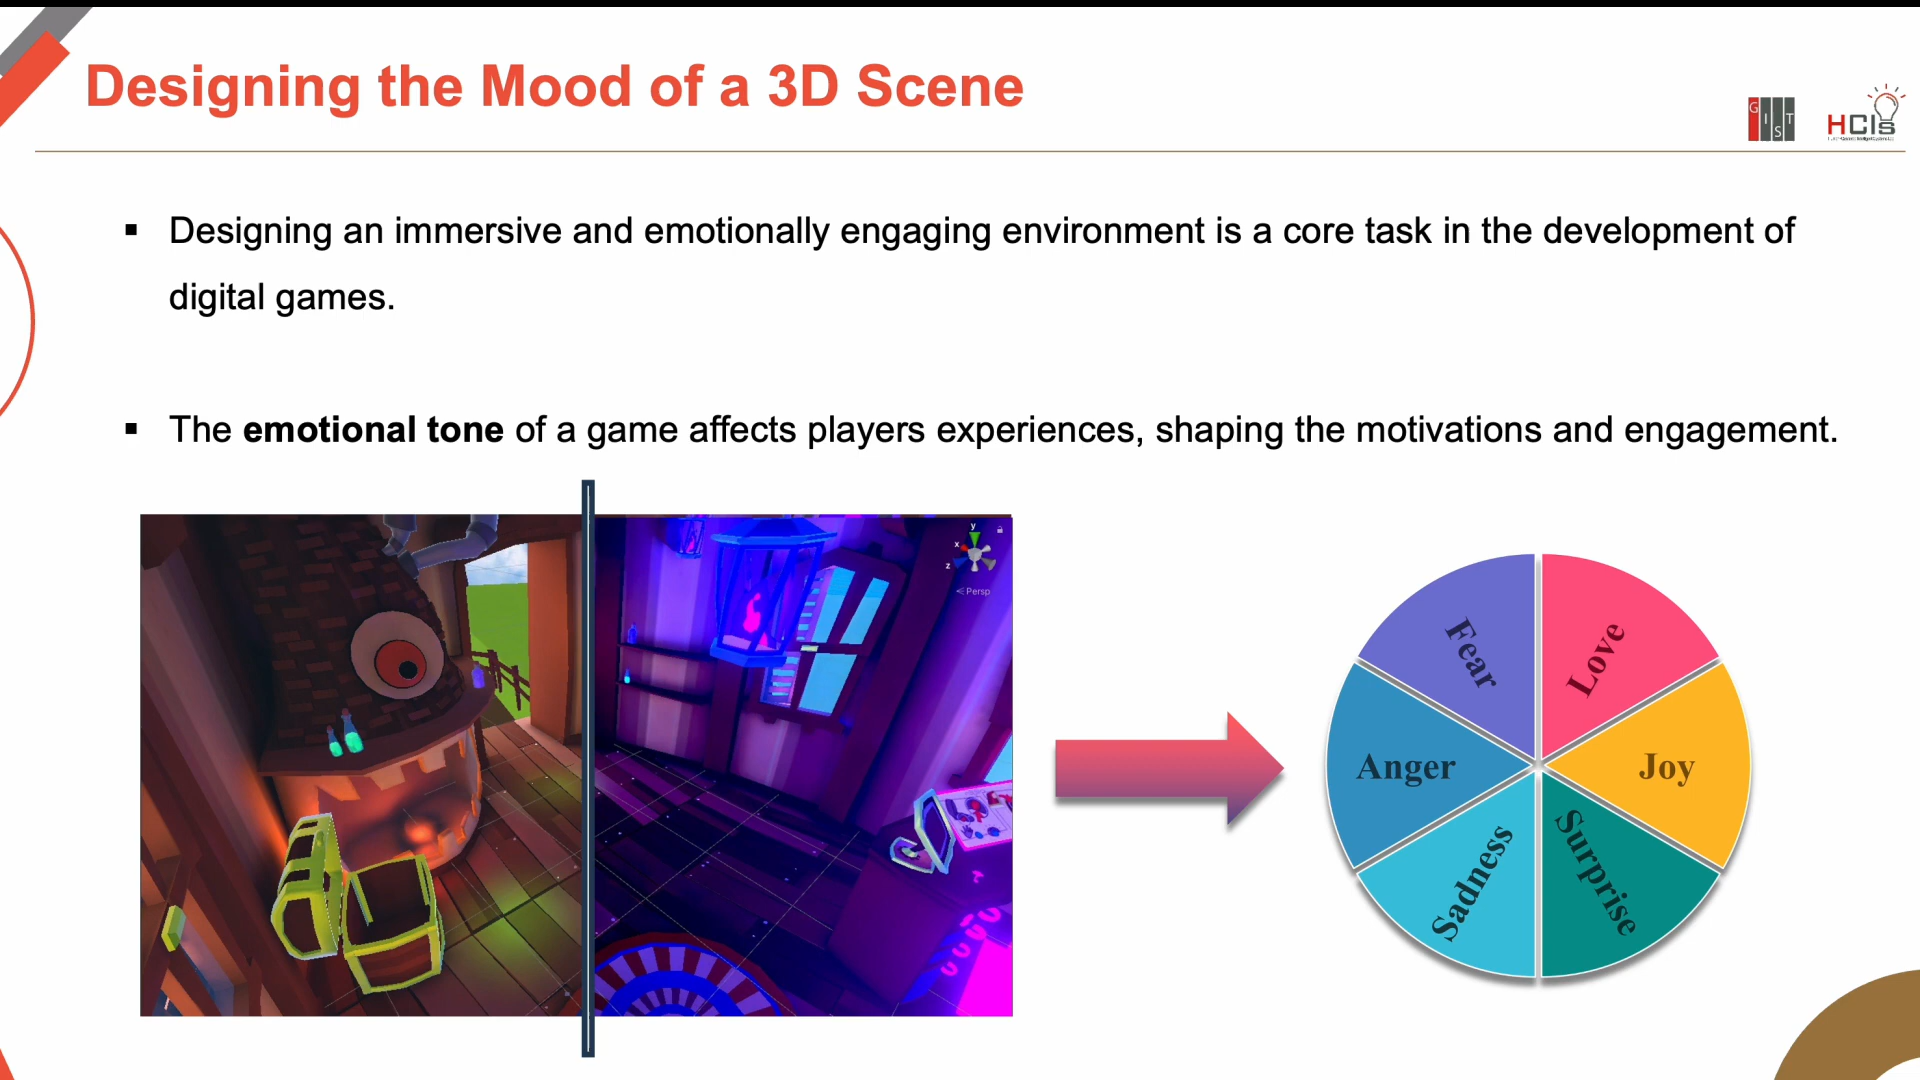 Designing the Mood of a 3D Scene
GIST
HCIs
▪ Designing an immersive and emotionally engaging environment is a core task in the development of
digital games.
▪ The emotional tone of a game affects players experiences, shaping the motivations and engagement.
y
x
z
< Persp
Fear
Love
Anger
Joy
Sadness
Surprise